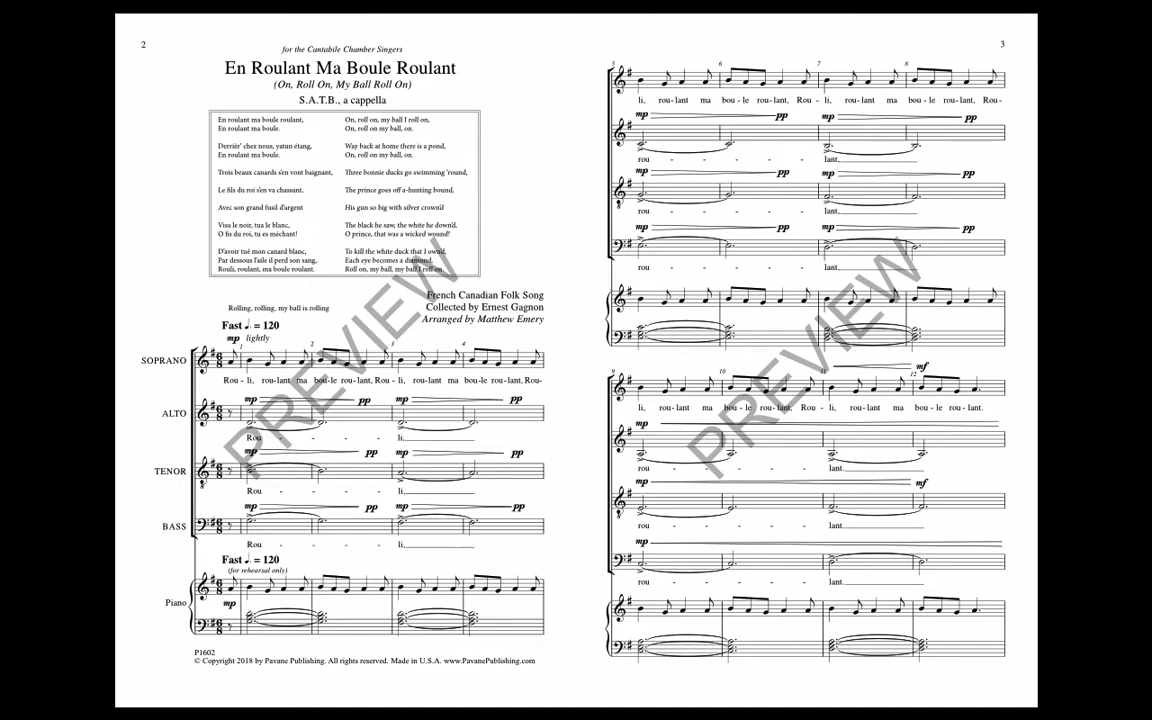 2
for the Cantabile Chamber Singers
En Roulant Ma Boule Roulant
(On, Roll On, My Ball Roll On)
S.A.T.B., a cappella
En roulant ma boule roulant,
En roulant ma boule.
Derrièr' chez nous, yatun étang,
En roulant ma boule.
Trois beaux canards s'en vont baignant,
Le fils du roi s'en va chassant,
Avec son grand fusil d'argent
Visa le noir, tua le blanc,
O fis du roi, tu es méchant!
D'avoir tué mon canard blanc,
Par dessous l'aile il perd son sang,
Rouli, roulant, ma boule roulant.
On, roll on, my ball I roll on,
On, roll on my ball, on.
Way back at home there is a pond,
On, roll on my ball, on.
Three bonnie ducks go swimming 'round,
The prince goes off a-hunting bound,
His gun so big with silver crown'd
The black he saw, the white he down'd,
O prince, that was a wicked wound!
To kill the white duck that I own'd,
Each eye becomes a diamond.
Roll on, my ball, my ball I roll on.
French Canadian Folk Song
Collected by Ernest Gagnon
Arranged by Matthew Emery
Rolling, rolling, my ball is rolling
Fast ♩. = 120
mp lightly
1 2 3 4
SOPRANO
Rou - li, rou-lant ma bou-le rou-lant, Rou - li, roulant ma bou-le rou-lant, Rou-
mp pp mp pp
ALTO
Rou - - - - li,
mp pp mp pp
TENOR
Rou - - - - li,
mp pp mp pp
BASS
Rou - - - - li,
Fast ♩. = 120
(for rehearsal only)
mp
Piano
P1602
© Copyright 2018 by Pavane Publishing. All rights reserved. Made in U.S.A. www.PavanePublishing.com
PREVIEW
3
5 6 7 8
li, rou-lant ma bou - le rou-lant, Rou - li, roulant ma bou-le rou-lant, Rou-
mp pp mp pp
rou - - - - lant,
mp pp mp pp
rou - - - - lant,
mp pp mp pp
rou - - - - lant,
9 10 11 12
mf
li, rou-lant ma bou - le rou-lant, Rou - li, roulant ma bou-le rou-lant.
mp
rou - - - - lant
mp mf
rou - - - - lant
mp
rou - - - - lant
PREVIEW